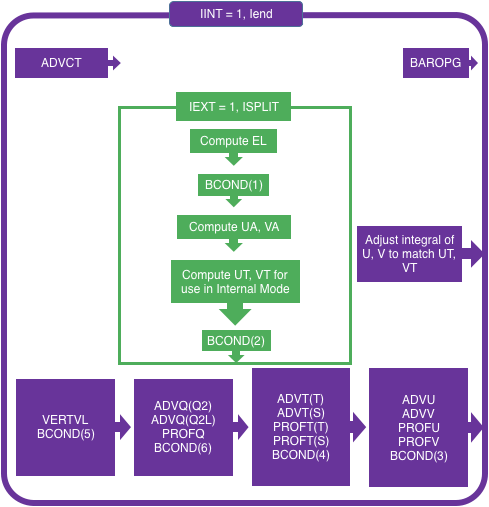 IINT = 1, Iend
ADVCT
BAROPG
IEXT = 1, ISPLIT
Compute EL
BCOND(1)
Compute UA, VA
Compute UT, VT for
use in Internal Mode
BCOND(2)
Adjust integral of
U, V to match UT,
VT
VERTVL
BCOND(5)
ADVQ(Q2)
ADVQ(Q2L)
PROFQ
BCOND(6)
ADVT(T)
ADVT(S)
PROFT(T)
PROFT(S)
BCOND(4)
ADVU
ADVV
PROFU
PROFV
BCOND(3)